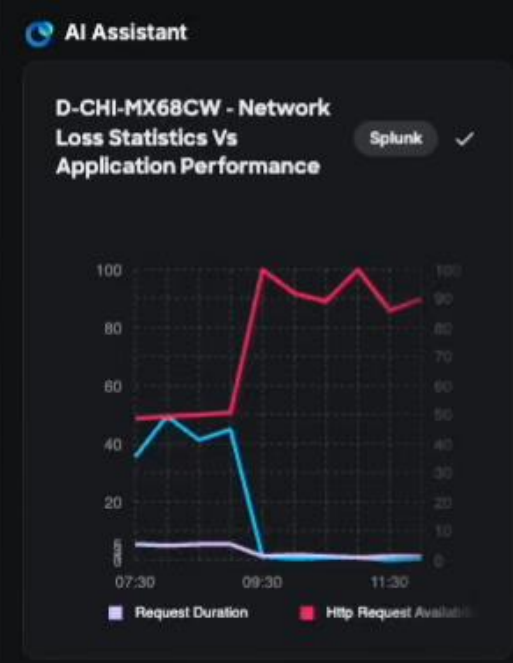 AI Assistant
D-CHI-MX68CW - Network
Loss Statistics Vs
Application Performance
Splunk
100
80
60
40
20
100
90
80
70
60
50
40
30
20
10
0
07:30
09:30
11:30
Request Duration
Http Request